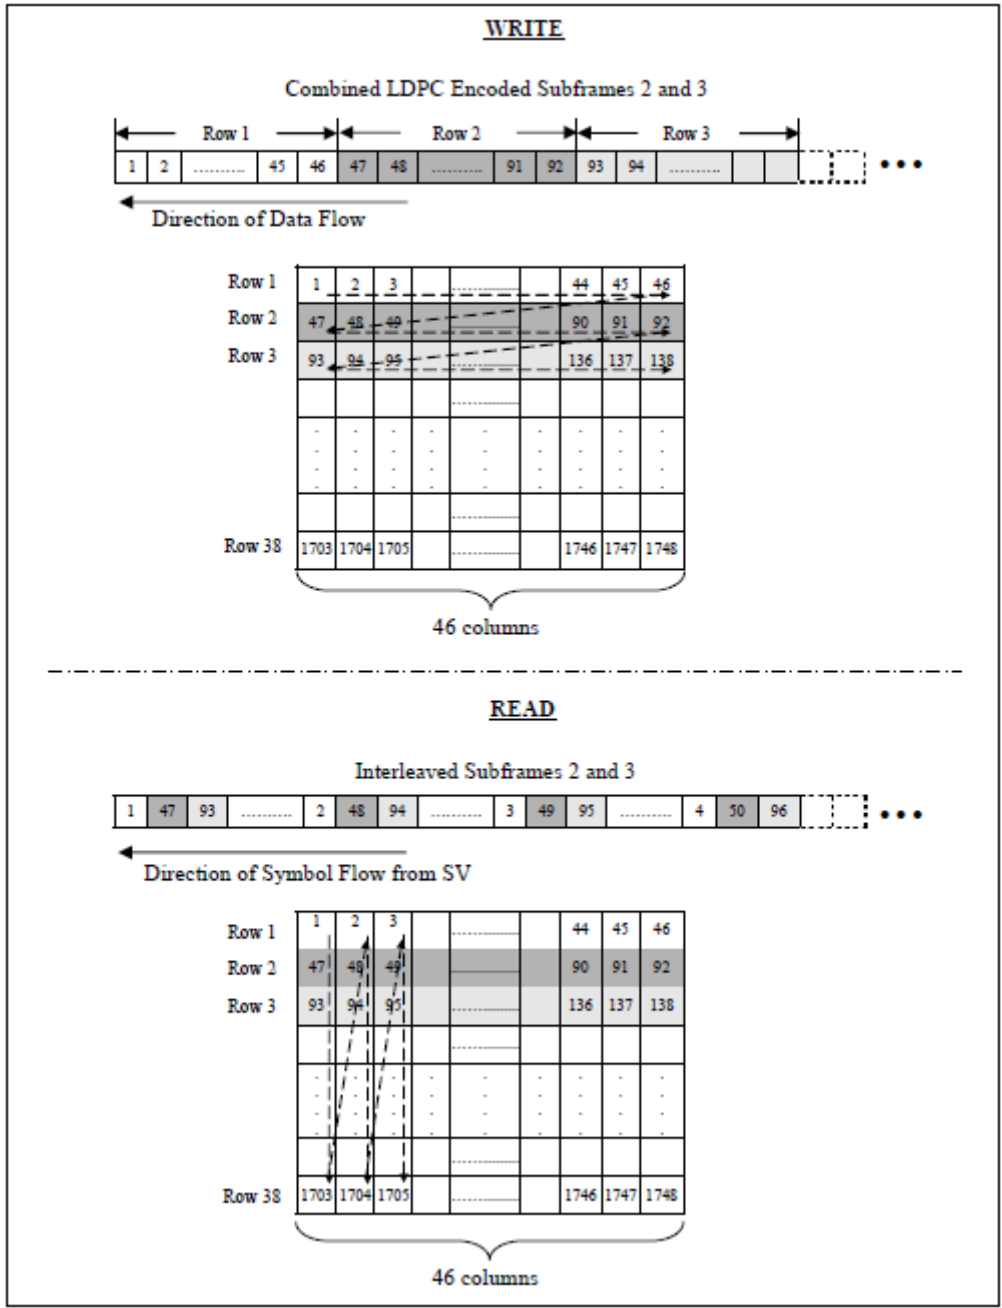 WRITE
Combined LDPC Encoded Subframes 2 and 3
Row 1 Row 2 Row 3
1 2 ........... 45 46 47 48 ........... 91 92 93 94 ........... •••
Direction of Data Flow
Row 1 1 2 3 ........... 44 45 46
Row 2 47 48 49 ........... 90 91 92
Row 3 93 94 95 ........... 136 137 138
Row 38 1703 1704 1705 ........... 1746 1747 1748
46 columns
READ
Interleaved Subframes 2 and 3
1 47 93 ........... 2 48 94 ........... 3 49 95 ........... 4 50 96 •••
Direction of Symbol Flow from SV
Row 1 1 2 3 ........... 44 45 46
Row 2 47 48 49 ........... 90 91 92
Row 3 93 94 95 ........... 136 137 138
Row 38 1703 1704 1705 ........... 1746 1747 1748
46 columns